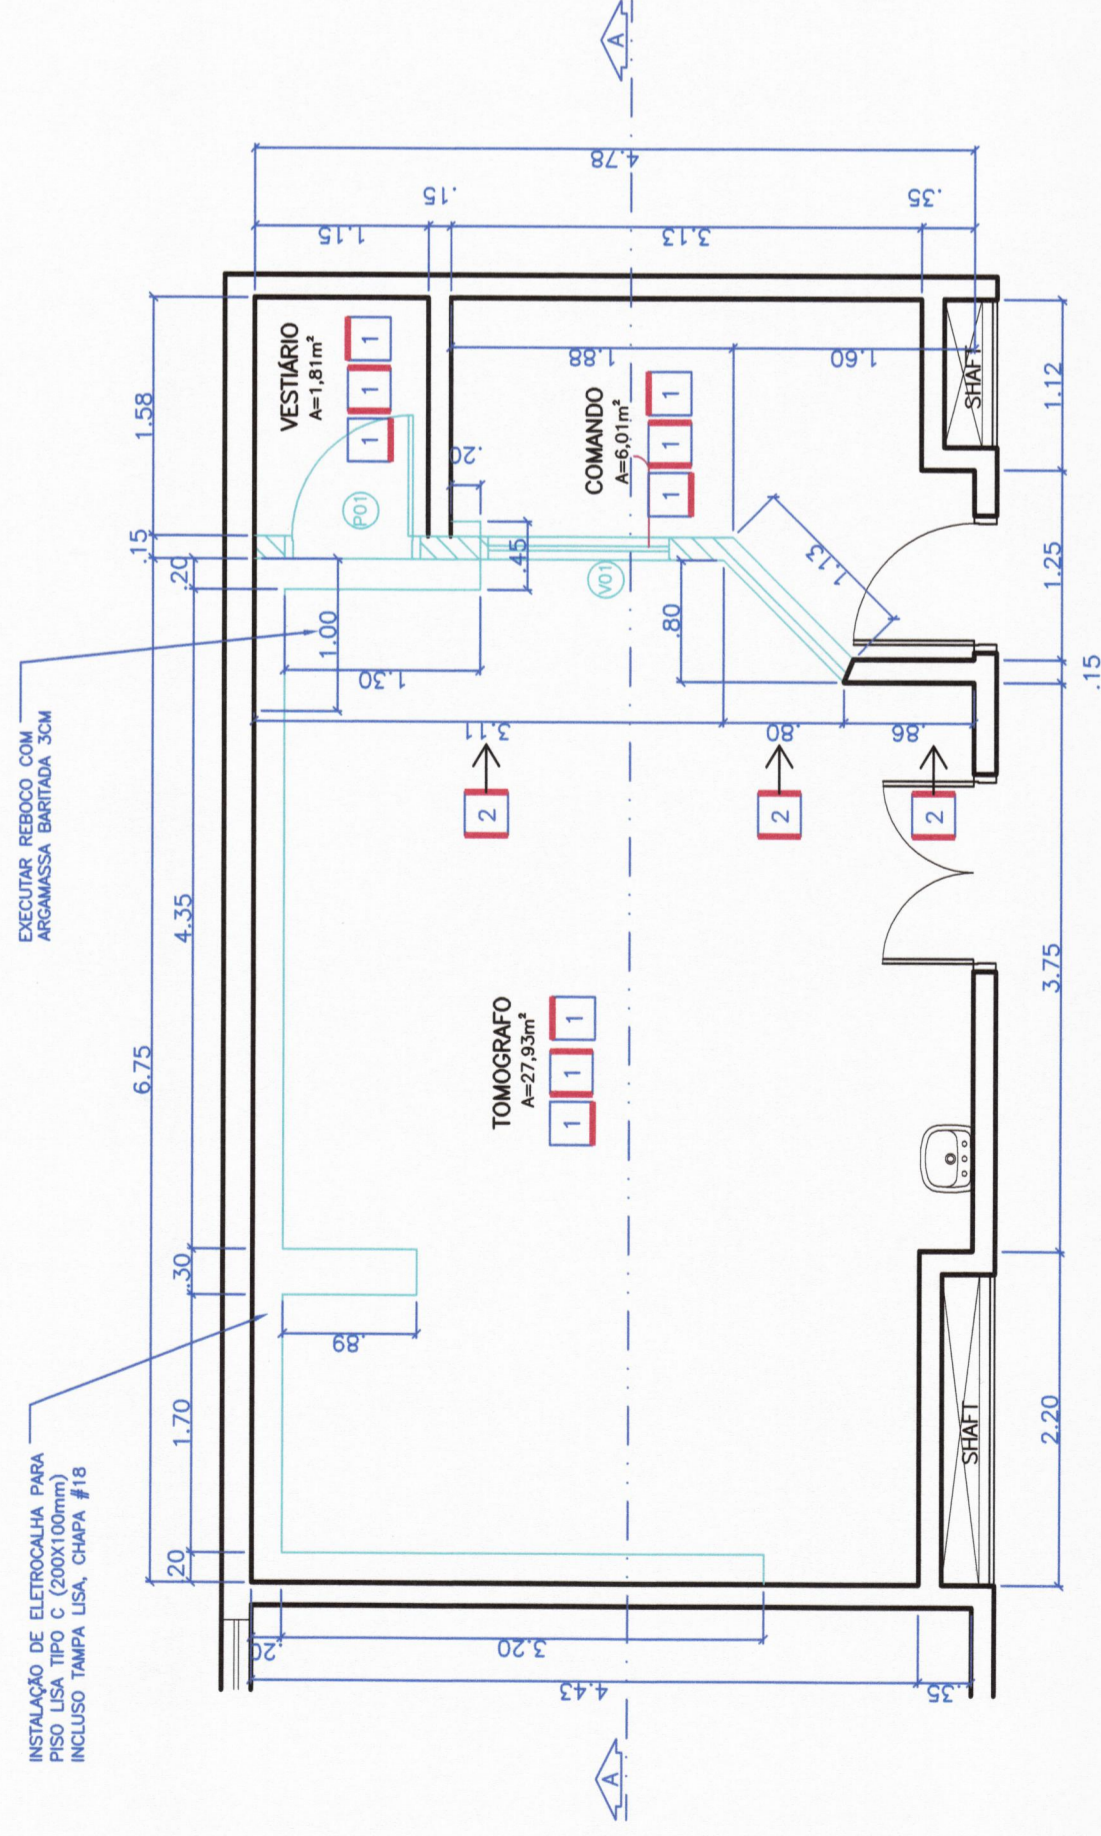 INSTALAÇÃO DE ELETROCALHA PARA
PISO LISA TIPO C (200X100mm)
INCLUSO TAMPA LISA, CHAPA #18
EXECUTAR REBOCO COM
ARGAMASSA BARITADA 3CM
6.75
.15
1.58
.20
1.70
.30
4.35
.20
.20
3.20
4.43
.35
.89
1.00
1.30
3.11
.80
.86
.80
1.13
.45
.20
1.88
1.60
1.15
.15
3.13
.35
4.78
VESTIÁRIO
A=1,81m²
1 1 1
P01
COMANDO
A=6,01m²
1 1 1
V01
TOMOGRAFO
A=27,93m²
1 1 1
2
2
2
SHAFT
SHAFT
2.20
3.75
.15
1.25
1.12
A
A